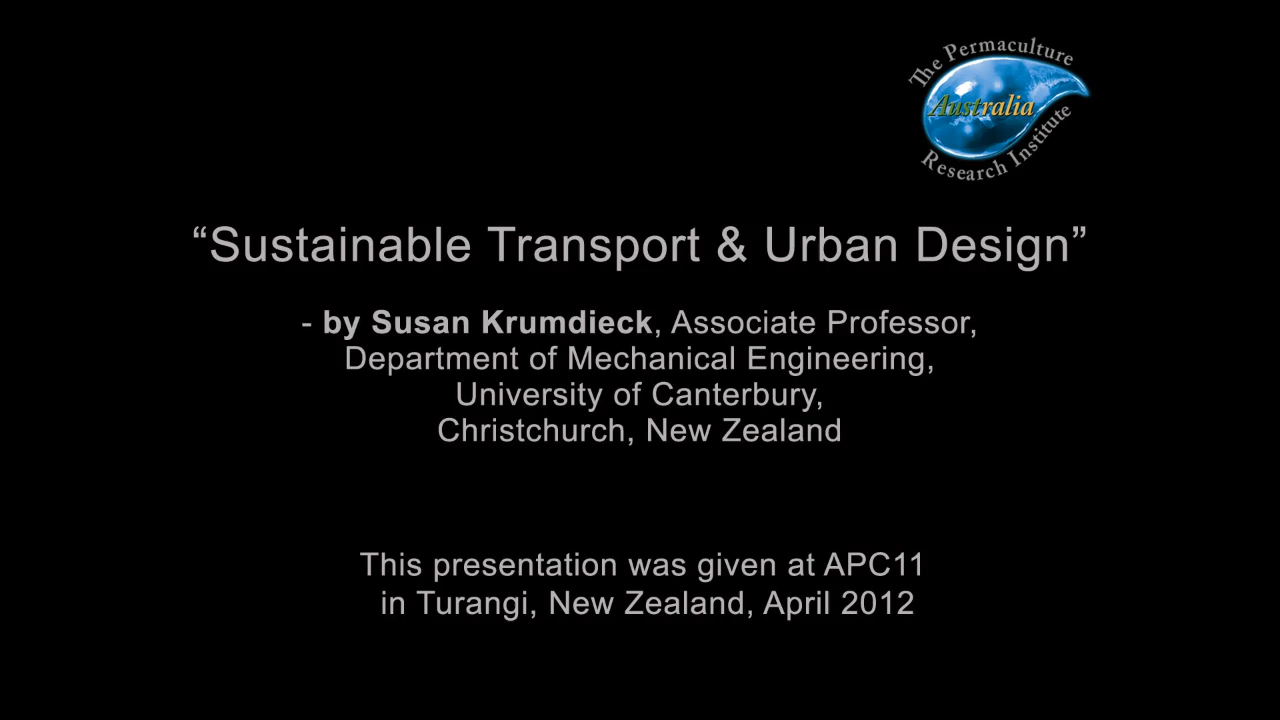 The Permaculture
Australia
Research Institute
“Sustainable Transport & Urban Design”
- by Susan Krumdieck, Associate Professor,
Department of Mechanical Engineering,
University of Canterbury,
Christchurch, New Zealand
This presentation was given at APC11
in Turangi, New Zealand, April 2012